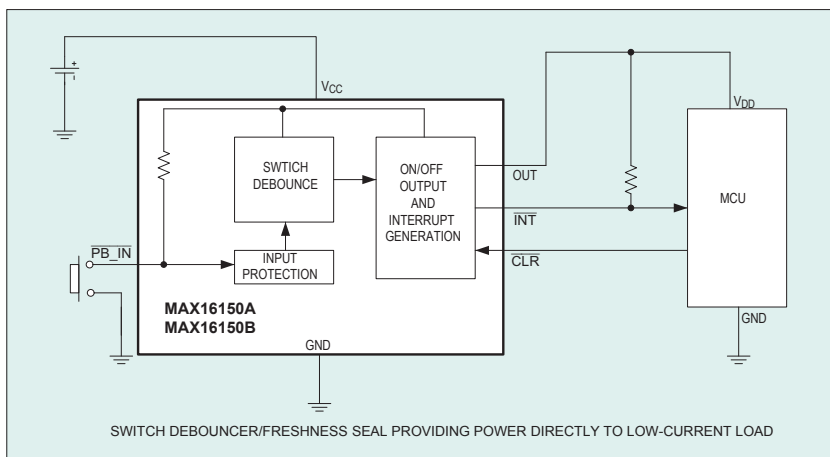 +
-
VCC
VDD
SWTICH
DEBOUNCE
ON/OFF
OUTPUT
AND
INTERRUPT
GENERATION
OUT
MCU
INT
PB_IN
INPUT
PROTECTION
CLR
MAX16150A
MAX16150B
GND
GND
SWITCH DEBOUNCER/FRESHNESS SEAL PROVIDING POWER DIRECTLY TO LOW-CURRENT LOAD